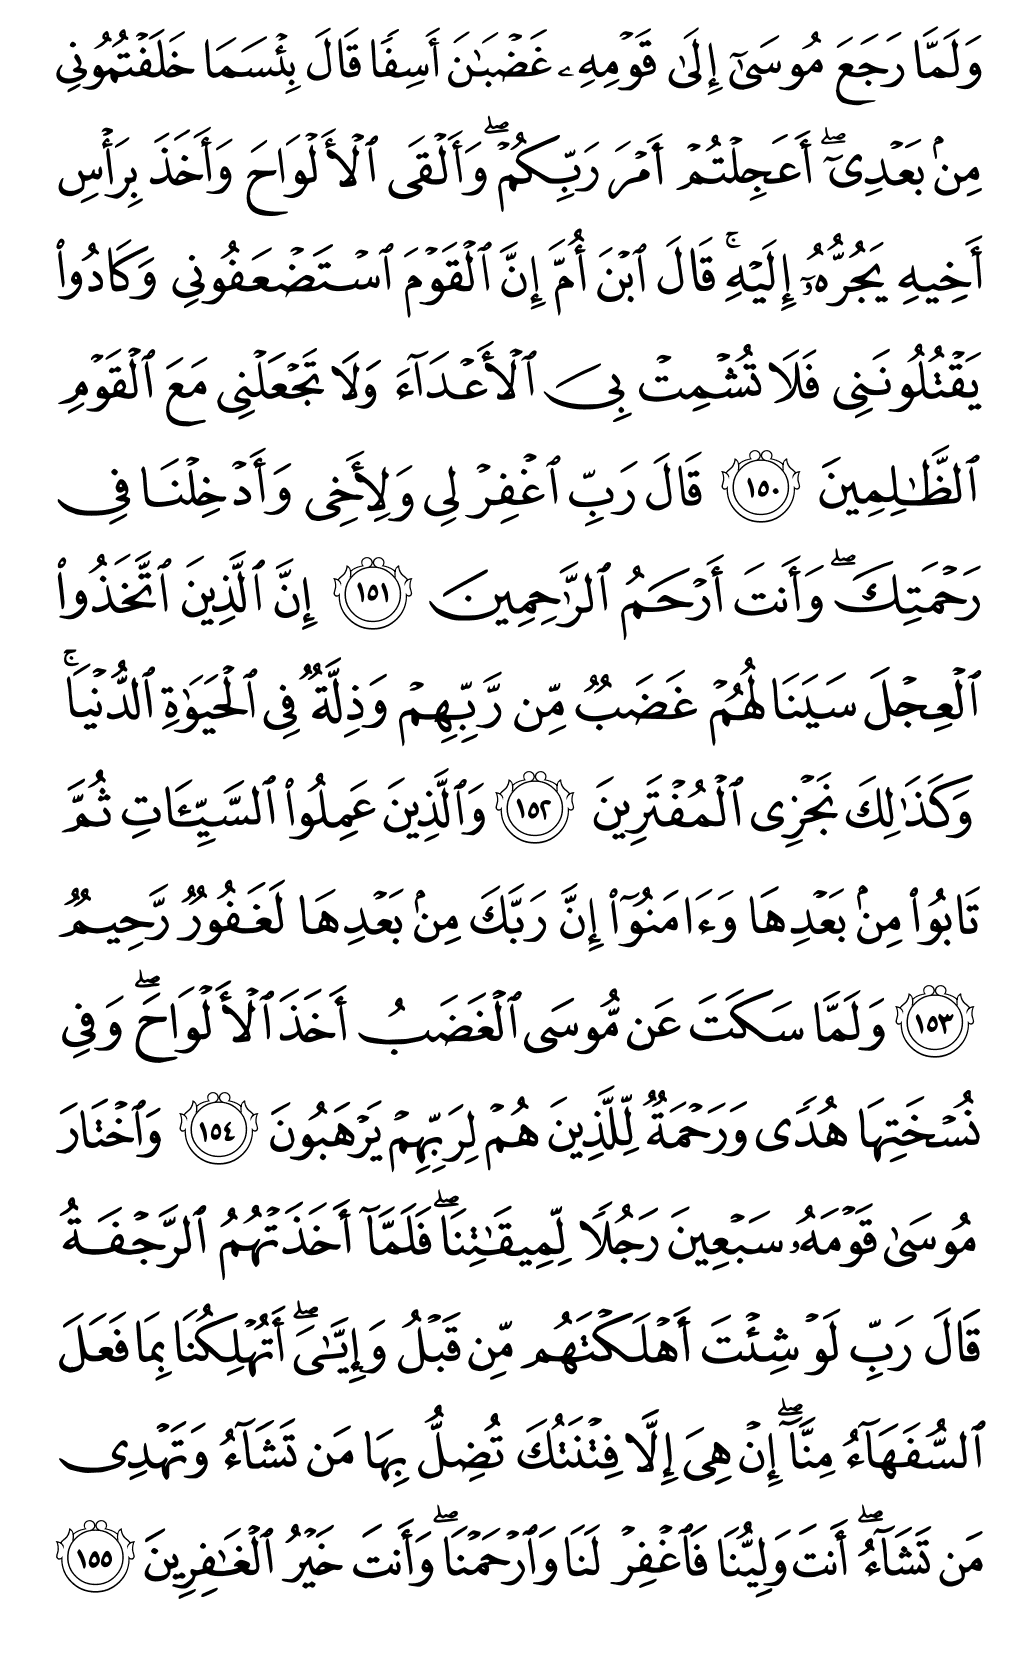 وَلَمَّا رَجَعَ مُوسَىٰٓ إِلَىٰ قَوْمِهِۦ غَضْبَـٰنَ أَسِفًا قَالَ بِئْسَمَا خَلَفْتُمُونِى
مِنۢ بَعْدِىٓ ۖ أَعَجِلْتُمْ أَمْرَ رَبِّكُمْ ۖ وَأَلْقَى ٱلْأَلْوَاحَ وَأَخَذَ بِرَأْسِ
أَخِيهِ يَجُرُّهُۥٓ إِلَيْهِ ۚ قَالَ ٱبْنَ أُمَّ إِنَّ ٱلْقَوْمَ ٱسْتَضْعَفُونِى وَكَادُوا۟
يَقْتُلُونَنِى فَلَا تُشْمِتْ بِىَ ٱلْأَعْدَآءَ وَلَا تَجْعَلْنِى مَعَ ٱلْقَوْمِ
ٱلظَّـٰلِمِينَ ١٥٠ قَالَ رَبِّ ٱغْفِرْ لِى وَلِأَخِى وَأَدْخِلْنَا فِى
رَحْمَتِكَ ۖ وَأَنتَ أَرْحَمُ ٱلرَّٰحِمِينَ ١٥١ إِنَّ ٱلَّذِينَ ٱتَّخَذُوا۟
ٱلْعِجْلَ سَيَنَالُهُمْ غَضَبٌ مِّن رَّبِّهِمْ وَذِلَّةٌ فِى ٱلْحَيَوٰةِ ٱلدُّنْيَا ۚ
وَكَذَٰلِكَ نَجْزِى ٱلْمُفْتَرِينَ ١٥٢ وَٱلَّذِينَ عَمِلُوا۟ ٱلسَّيِّـَٔاتِ ثُمَّ
تَابُوا۟ مِنۢ بَعْدِهَا وَءَامَنُوٓا۟ إِنَّ رَبَّكَ مِنۢ بَعْدِهَا لَغَفُورٌ رَّحِيمٌ
١٥٣ وَلَمَّا سَكَتَ عَن مُّوسَى ٱلْغَضَبُ أَخَذَ ٱلْأَلْوَاحَ ۖ وَفِى
نُسْخَتِهَا هُدًى وَرَحْمَةٌ لِّلَّذِينَ هُمْ لِرَبِّهِمْ يَرْهَبُونَ ١٥٤ وَٱخْتَارَ
مُوسَىٰ قَوْمَهُۥ سَبْعِينَ رَجُلًا لِّمِيقَـٰتِنَا ۖ فَلَمَّآ أَخَذَتْهُمُ ٱلرَّجْفَةُ
قَالَ رَبِّ لَوْ شِئْتَ أَهْلَكْتَهُم مِّن قَبْلُ وَإِيَّـٰىَ ۖ أَتُهْلِكُنَا بِمَا فَعَلَ
ٱلسُّفَهَآءُ مِنَّآ ۖ إِنْ هِىَ إِلَّا فِتْنَتُكَ تُضِلُّ بِهَا مَن تَشَآءُ وَتَهْدِى
مَن تَشَآءُ ۖ أَنتَ وَلِيُّنَا فَٱغْفِرْ لَنَا وَٱرْحَمْنَا ۖ وَأَنتَ خَيْرُ ٱلْغَـٰفِرِينَ ١٥٥